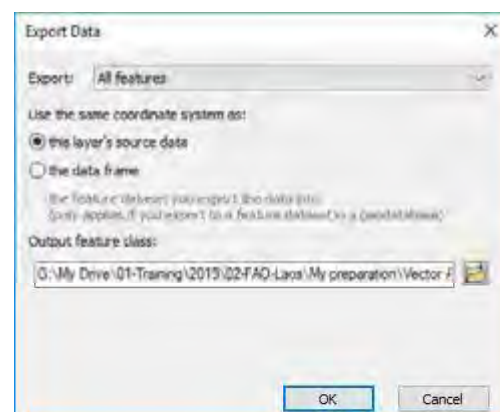 Export Data
Export: All features
Use the same coordinate system as:
this layer's source data
the data frame
the feature dataset you export the data into
(only applies if you export to a feature dataset in a geodatabase)
Output feature class:
G:\My Drive\01-Training\2019\02-FAO-Laos\My preparation\Vector
OK Cancel